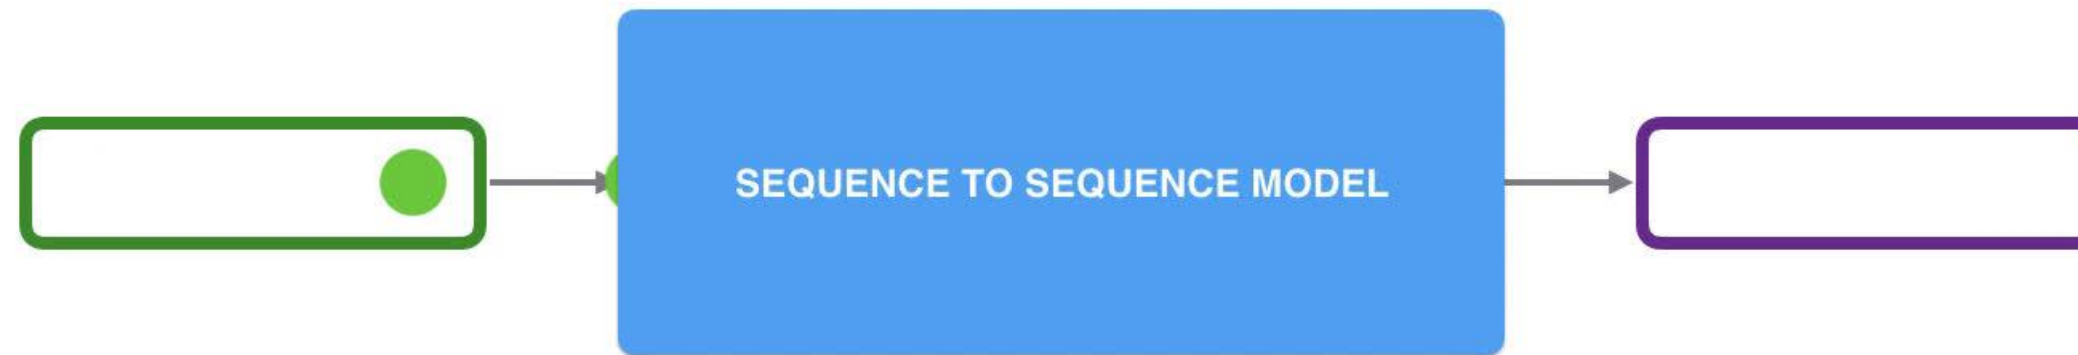 SEQUENCE TO SEQUENCE MODEL